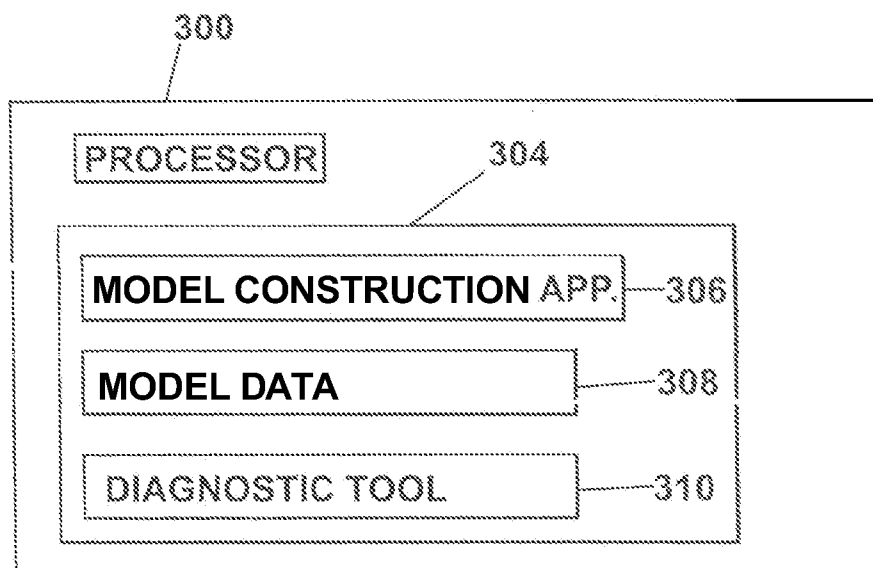 300
PROCESSOR
304
MODEL CONSTRUCTION APP.
306
MODEL DATA
308
DIAGNOSTIC TOOL
310